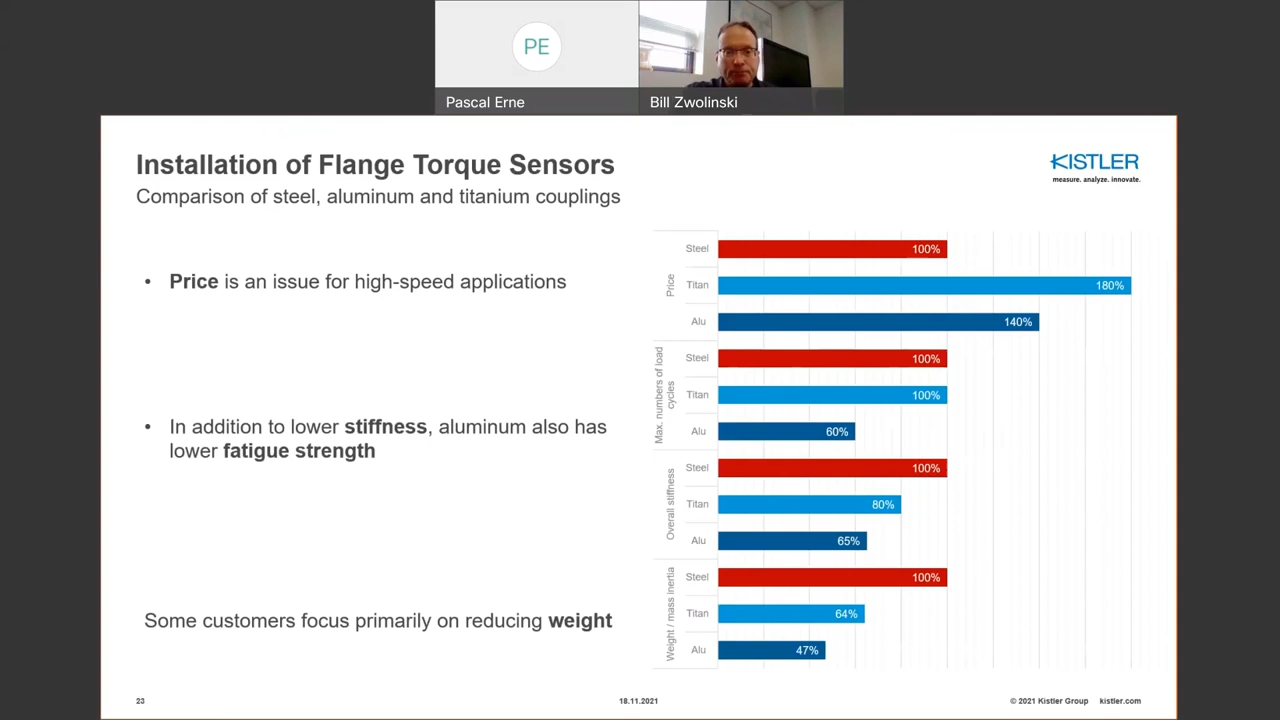 PE
Pascal Erne
Bill Zwolinski
Installation of Flange Torque Sensors
Comparison of steel, aluminum and titanium couplings
KISTLER
measure. analyze. innovate.
• Price is an issue for high-speed applications
• In addition to lower stiffness, aluminum also has
lower fatigue strength
Some customers focus primarily on reducing weight
Price
Steel 100%
Titan 180%
Alu 140%
Max. numbers of load
cycles
Steel 100%
Titan 100%
Alu 60%
Overall stiffness
Steel 100%
Titan 80%
Alu 65%
Weight / mass inertia
Steel 100%
Titan 64%
Alu 47%
23
18.11.2021
© 2021 Kistler Group kistler.com